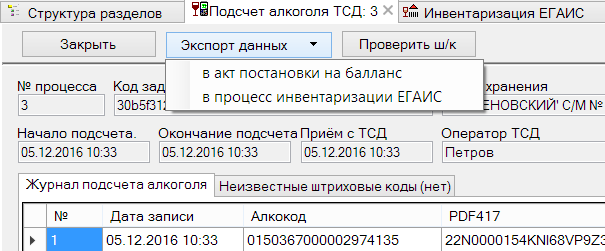 Структура разделов Подсчет алкоголя ТСД: 3 Инвентаризация ЕГАИС
Закрыть Экспорт данных Проверить ш/к
в акт постановки на балланс
в процесс инвентаризации ЕГАИС
№ процесса Код зад хранения
3 30b5f312 ЕНОВСКИЙ' С/М №
Начало подсчета. Окончание подсчета Приём с ТСД Оператор ТСД
05.12.2016 10:33 05.12.2016 10:33 05.12.2016 10:33 Петров
Журнал подсчета алкоголя Неизвестные штриховые коды (нет)
№ Дата записи Алкокод PDF417
1 05.12.2016 10:33 0150367000002974135 22N0000154KNI68VP9Z3